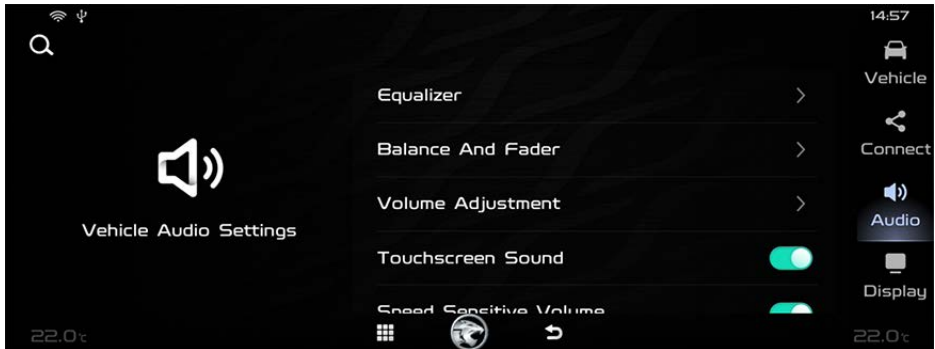 14:57
Vehicle
Equalizer
Connect
Balance And Fader
Volume Adjustment
Audio
Vehicle Audio Settings
Touchscreen Sound
Display
Speed Sensitive Volume
22.0℃
22.0℃